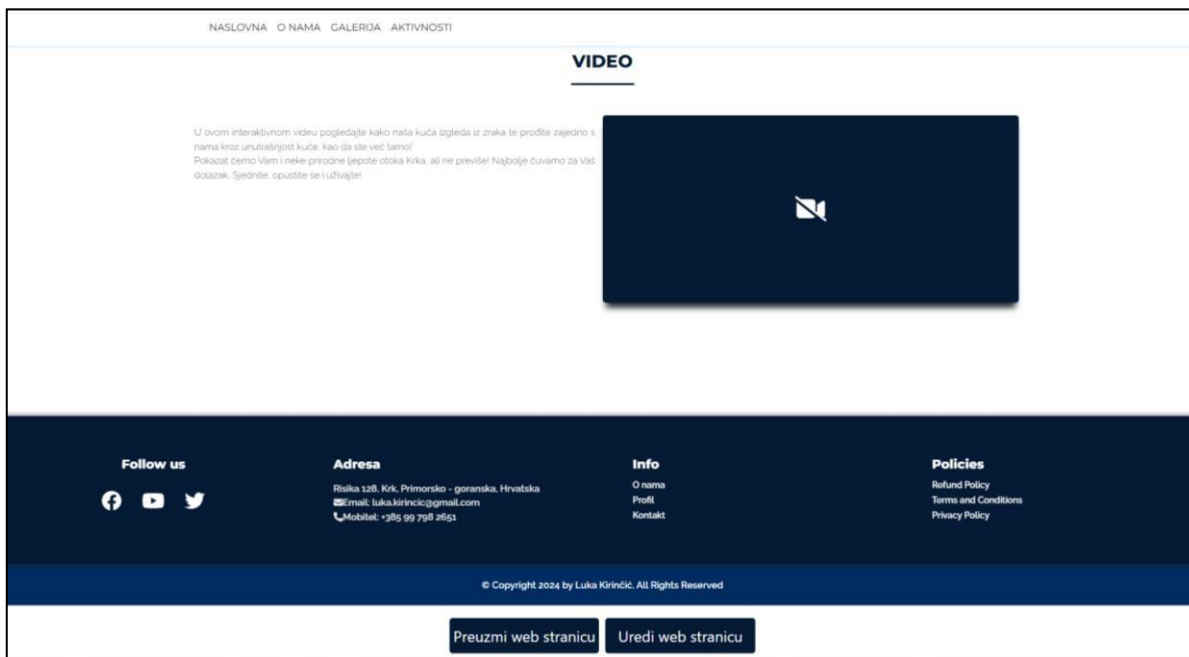 NASLOVNA O NAMA GALERIJA AKTIVNOSTI
VIDEO
U ovom interaktivnom videu pogledajte kako naša kuća izgleda iz zraka te prođite zajedno s
nama kroz unutrašnjost kuće, kao da ste već tamo!
Pokazat ćemo Vam i neke prirodne ljepote otoka Krka, ali ne previše! Najbolje čuvamo za Vaš
dolazak. Sjednite, opustite se i uživajte!
Follow us
Adresa
Risika 128, Krk, Primorsko - goranska, Hrvatska
Email: luka.kirincic@gmail.com
Mobitel: +385 99 798 2651
Info
O nama
Profil
Kontakt
Policies
Refund Policy
Terms and Conditions
Privacy Policy
© Copyright 2024 by Luka Kirinčić. All Rights Reserved
Preuzmi web stranicu Uredi web stranicu